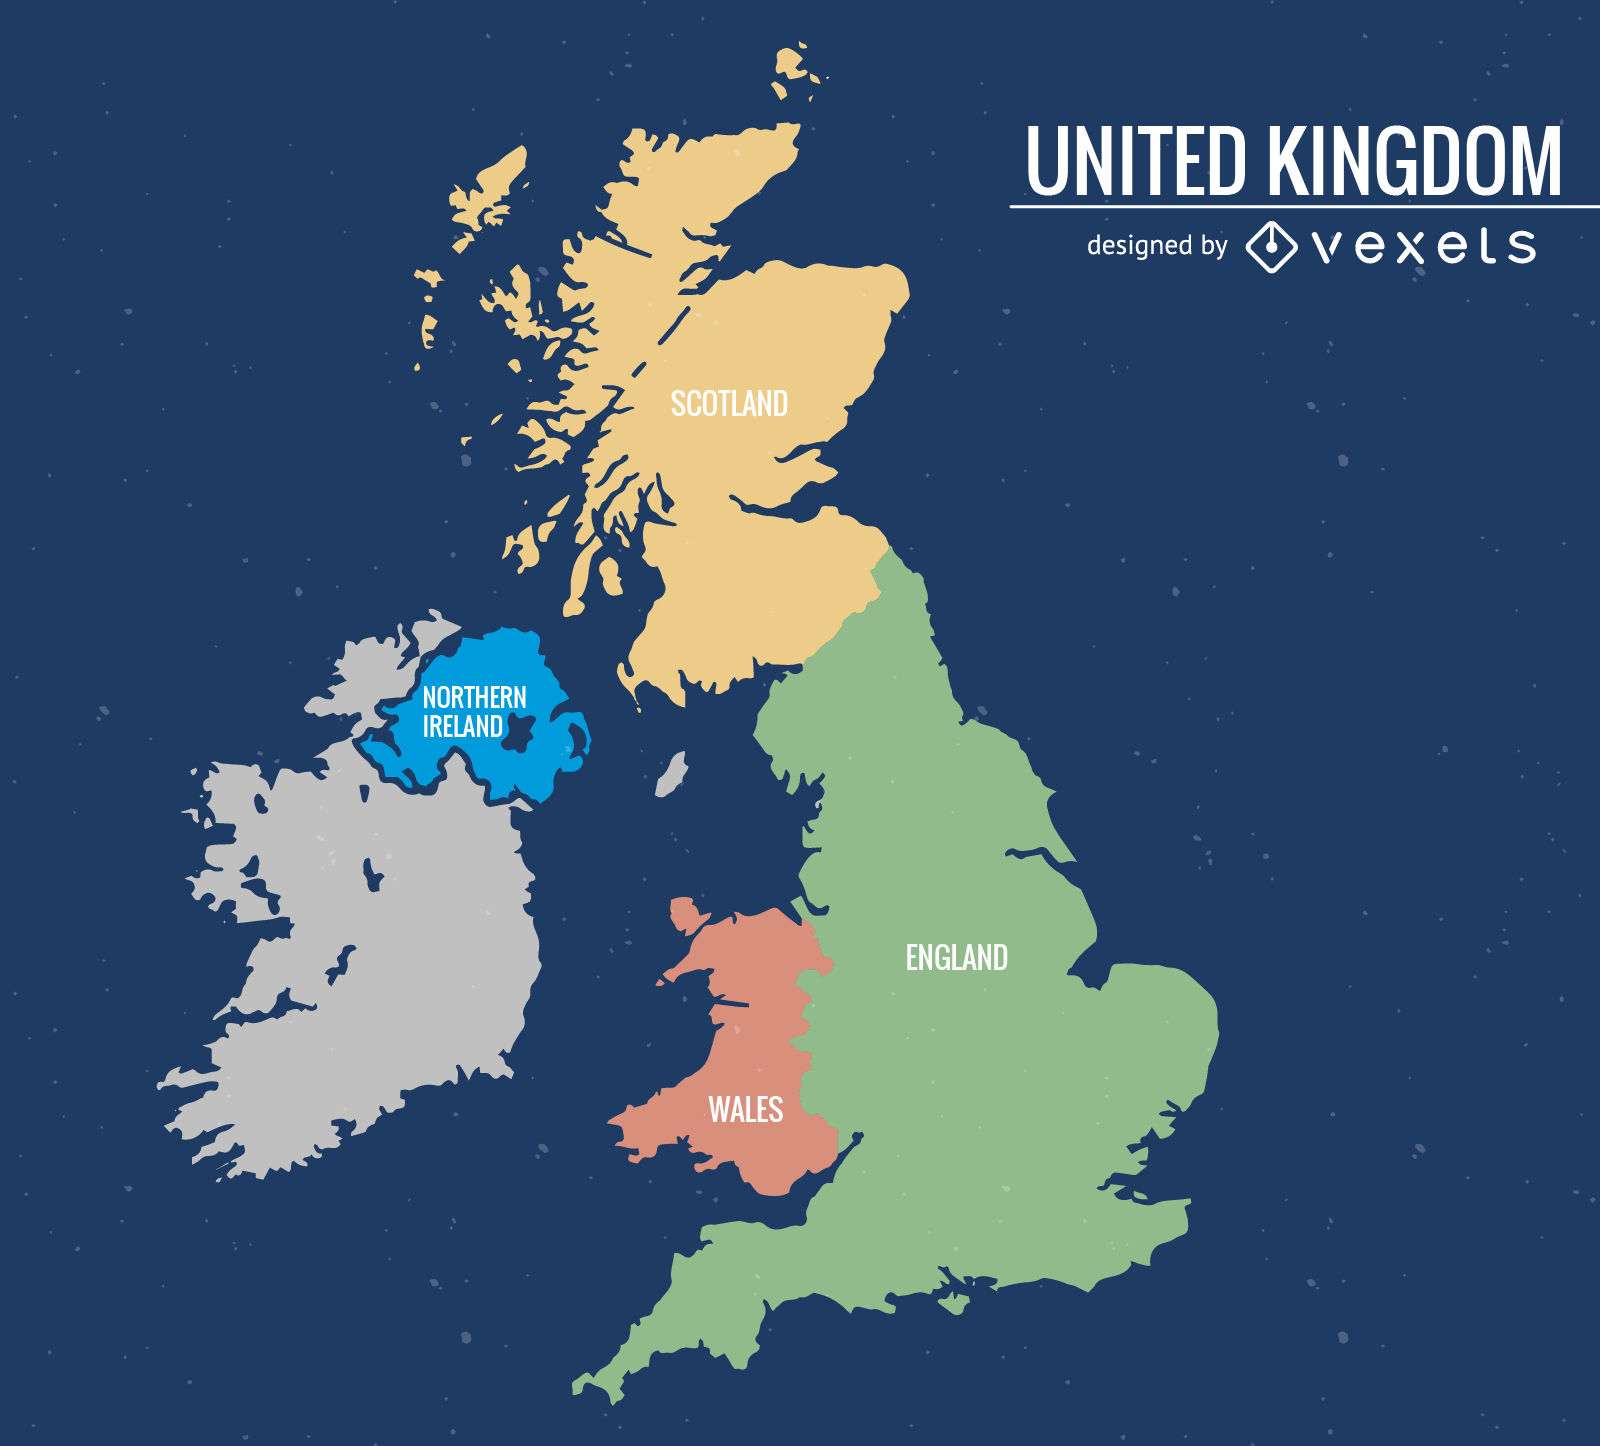 UNITED KINGDOM
designed by vexels
SCOTLAND
NORTHERN
IRELAND
ENGLAND
WALES